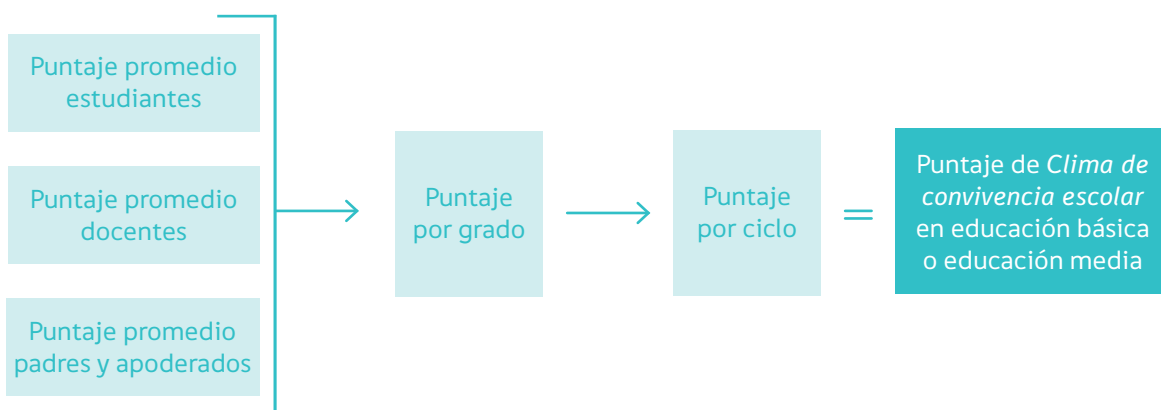 Puntaje promedio
estudiantes
Puntaje promedio
docentes
Puntaje promedio
padres y apoderados
Puntaje
por grado
Puntaje
por ciclo
=
Puntaje de Clima de
convivencia escolar
en educación básica
o educación media